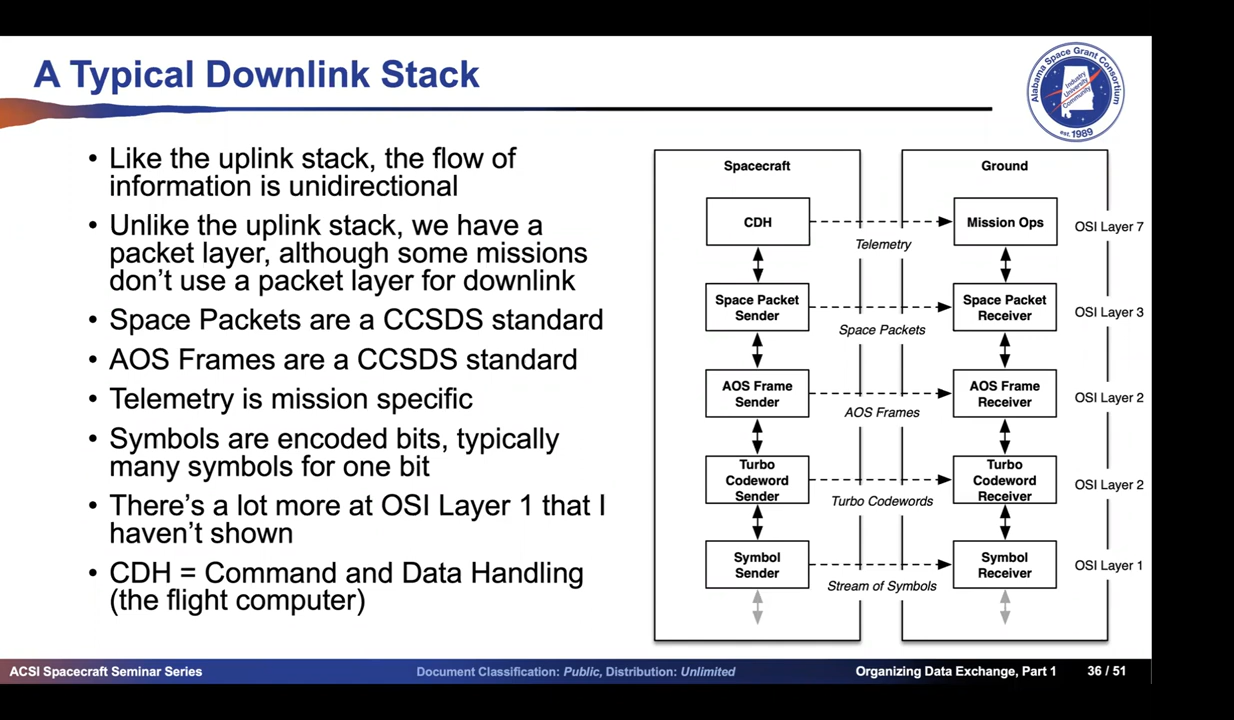 A Typical Downlink Stack
Alabama Space Grant Consortium
Industry
University
Community
est. 1989
• Like the uplink stack, the flow of
information is unidirectional
• Unlike the uplink stack, we have a
packet layer, although some missions
don’t use a packet layer for downlink
• Space Packets are a CCSDS standard
• AOS Frames are a CCSDS standard
• Telemetry is mission specific
• Symbols are encoded bits, typically
many symbols for one bit
• There’s a lot more at OSI Layer 1 that I
haven’t shown
• CDH = Command and Data Handling
(the flight computer)
Spacecraft
Ground
CDH
Telemetry
Mission Ops
OSI Layer 7
Space Packet
Sender
Space Packets
Space Packet
Receiver
OSI Layer 3
AOS Frame
Sender
AOS Frames
AOS Frame
Receiver
OSI Layer 2
Turbo
Codeword
Sender
Turbo Codewords
Turbo
Codeword
Receiver
OSI Layer 2
Symbol
Sender
Stream of Symbols
Symbol
Receiver
OSI Layer 1
ACSI Spacecraft Seminar Series
Document Classification: Public, Distribution: Unlimited
Organizing Data Exchange, Part 1
36 / 51